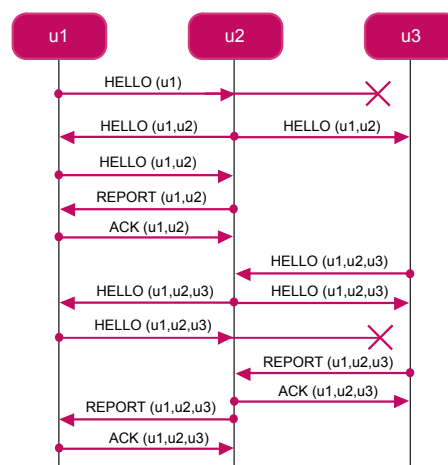 u1 u2 u3
HELLO (u1)
HELLO (u1,u2) HELLO (u1,u2)
HELLO (u1,u2)
REPORT (u1,u2)
ACK (u1,u2)
HELLO (u1,u2,u3)
HELLO (u1,u2,u3) HELLO (u1,u2,u3)
HELLO (u1,u2,u3)
REPORT (u1,u2,u3)
ACK (u1,u2,u3)
REPORT (u1,u2,u3)
ACK (u1,u2,u3)